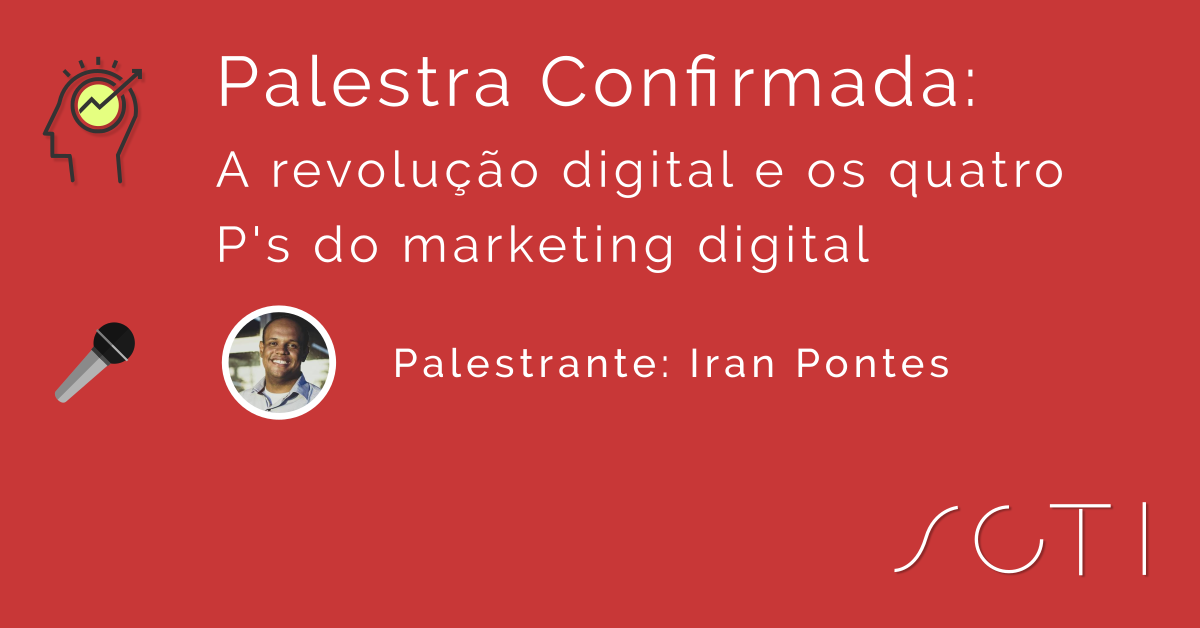 Palestra Confirmada:
A revolução digital e os quatro
P's do marketing digital
Palestrante: Iran Pontes
SCTI